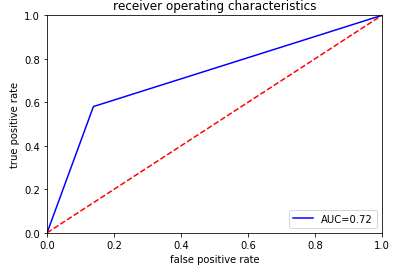 receiver operating characteristics
1.0
0.8
0.6
0.4
0.2
0.0
true positive rate
AUC=0.72
0.0 0.2 0.4 0.6 0.8 1.0
false positive rate